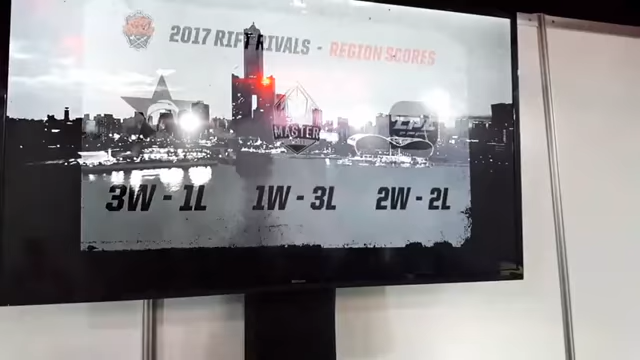 2017 RIFT RIVALS - REGION SCORES
MASTER
3W - 1L
1W - 3L
2W - 2L